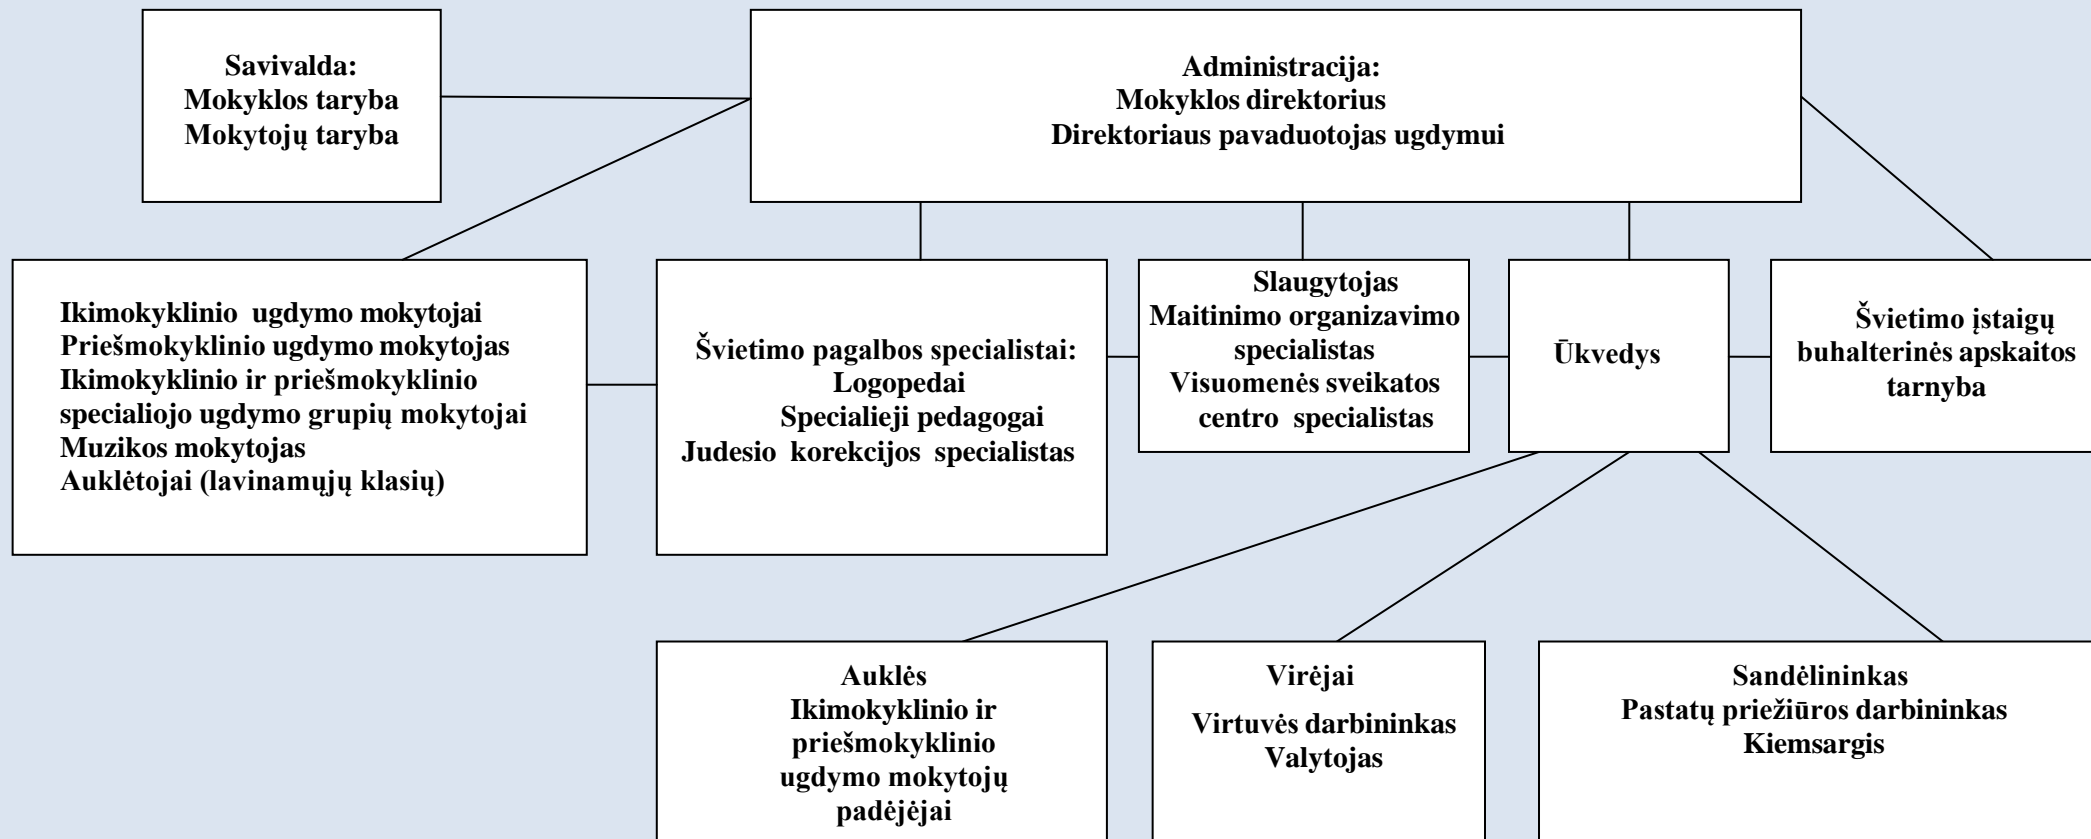 Savivalda:
Mokyklos taryba
Mokytojų taryba
Administracija:
Mokyklos direktorius
Direktoriaus pavaduotojas ugdymui
Ikimokyklinio ugdymo mokytojai
Priešmokyklinio ugdymo mokytojas
Ikimokyklinio ir priešmokyklinio
specialiojo ugdymo grupių mokytojai
Muzikos mokytojas
Auklėtojai (lavinamųjų klasių)
Švietimo pagalbos specialistai:
Logopedai
Specialieji pedagogai
Judesio korekcijos specialistas
Slaugytojas
Maitinimo organizavimo
specialistas
Visuomenės sveikatos
centro specialistas
Ūkvedys
Švietimo įstaigų
buhalterinės apskaitos
tarnyba
Auklės
Ikimokyklinio ir
priešmokyklinio
ugdymo mokytojų
padėjėjai
Virėjai
Virtuvės darbininkas
Valytojas
Sandėlininkas
Pastatų priežiūros darbininkas
Kiemsargis